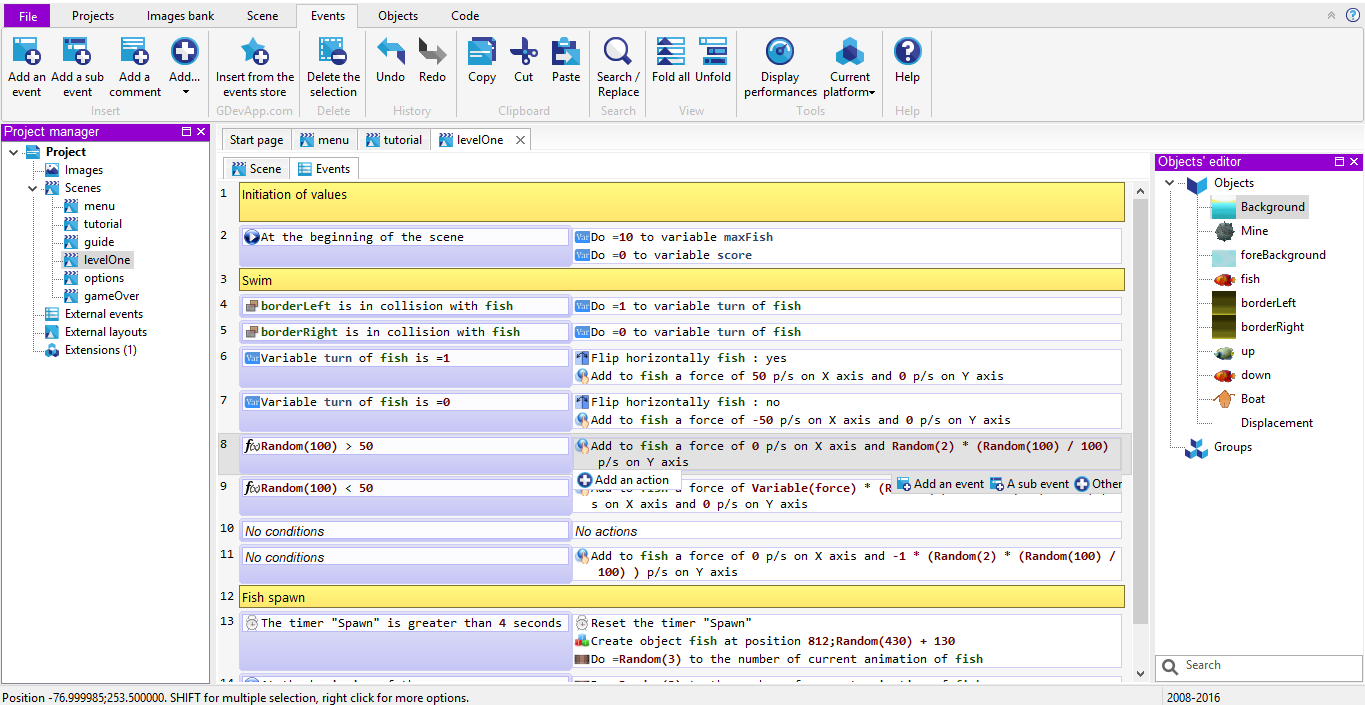 File Projects Images bank Scene Events Objects Code
Add an event
Add a sub event
Add a comment
Add...
Insert
Insert from the events store
GDevApp.com
Delete the selection
Delete
Undo Redo
History
Copy Cut Paste
Clipboard
Search / Replace
Search
Fold all Unfold
View
Display performances
Current platform
Tools
Help
Help
Project manager
Project
Images
Scenes
menu
tutorial
guide
levelOne
options
gameOver
External events
External layouts
Extensions (1)
Start page menu tutorial levelOne
Scene Events
1 Initiation of values
2 At the beginning of the scene
Var Do =10 to variable maxFish
Var Do =0 to variable score
3 Swim
4 borderLeft is in collision with fish
Var Do =1 to variable turn of fish
5 borderRight is in collision with fish
Var Do =0 to variable turn of fish
6 Var Variable turn of fish is =1
Flip horizontally fish : yes
Add to fish a force of 50 p/s on X axis and 0 p/s on Y axis
7 Var Variable turn of fish is =0
Flip horizontally fish : no
Add to fish a force of -50 p/s on X axis and 0 p/s on Y axis
8 f(x) Random(100) > 50
Add to fish a force of 0 p/s on X axis and Random(2) * (Random(100) / 100)
p/s on Y axis
Add an action
Add an event A sub event Other
9 f(x) Random(100) < 50
force of Variable(force) * (R
s on X axis and 0 p/s on Y axis
10 No conditions No actions
11 No conditions
Add to fish a force of 0 p/s on X axis and -1 * (Random(2) * (Random(100) /
100) ) p/s on Y axis
12 Fish spawn
13 The timer "Spawn" is greater than 4 seconds
Reset the timer "Spawn"
Create object fish at position 812;Random(430) + 130
Do =Random(3) to the number of current animation of fish
Objects' editor
Objects
Background
Mine
foreBackground
fish
borderLeft
borderRight
up
down
Boat
Displacement
Groups
Search
Position -76.999985;253.500000. SHIFT for multiple selection, right click for more options.
2008-2016